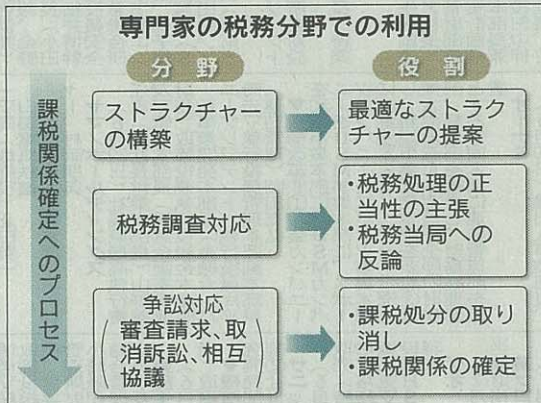 専門家の税務分野での利用
分野
役割
課税関係確定へのプロセス
ストラクチャー
の構築
最適なストラク
チャーの提案
税務調査対応
・税務処理の正
当性の主張
・税務当局への
反論
争訟対応
(審査請求、取
消訴訟、相互
協議)
・課税処分の取り
消し
・課税関係の確定